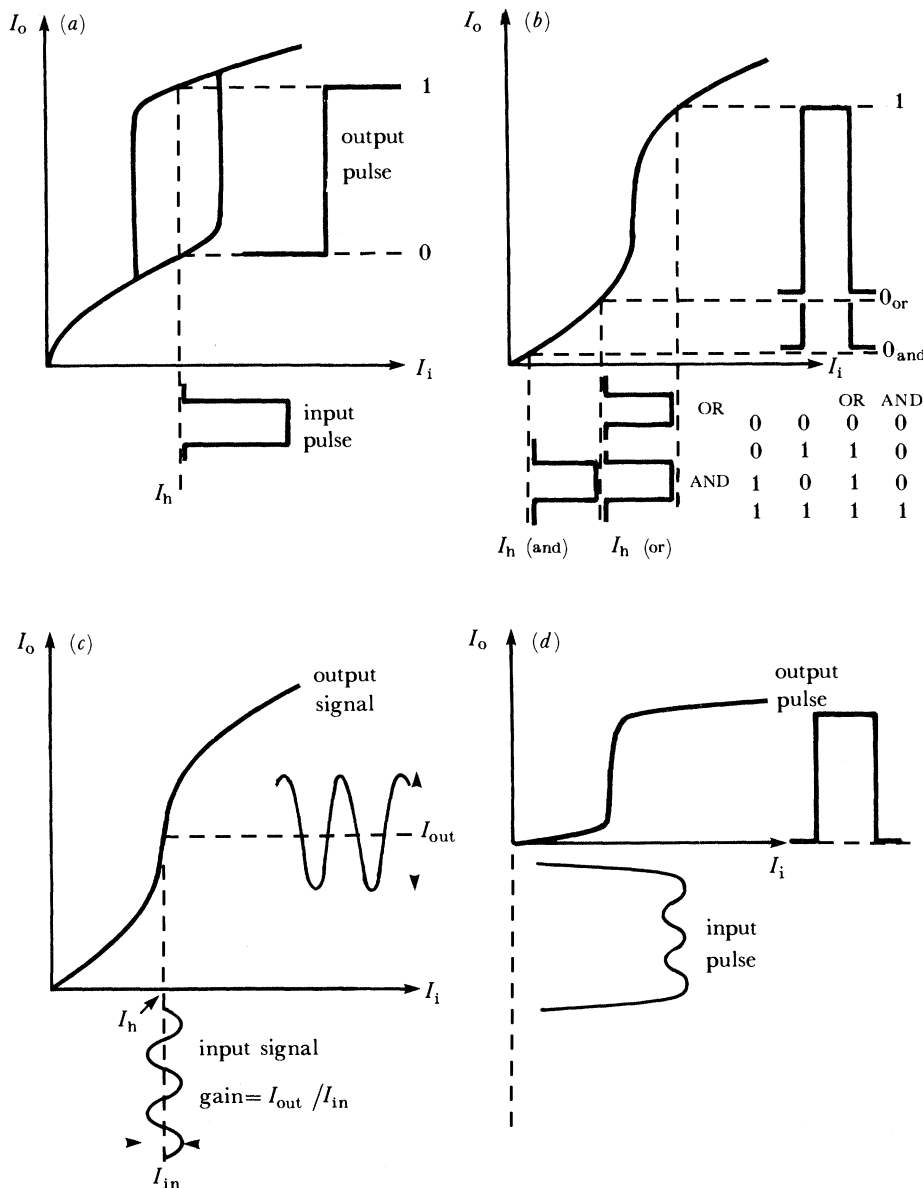 I_o (a)
1
output
pulse
0
I_i
input
pulse
I_h
I_o (b)
1
0_or
0_and
I_i
OR
AND
OR AND
0 0 0 0
0 1 1 0
1 0 1 0
1 1 1 1
I_h (and) I_h (or)
I_o (c)
output
signal
I_out
I_i
I_h
input signal
gain= I_out /I_in
I_in
I_o (d)
output
pulse
I_i
input
pulse